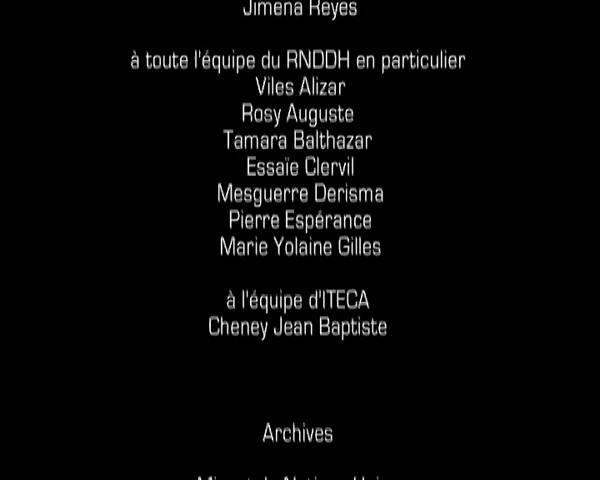 Jimena Reyes
à toute l'équipe du RNDDH en particulier
Viles Alizar
Rosy Auguste
Tamara Balthazar
Essaïe Clervil
Mesguerre Derisma
Pierre Espérance
Marie Yolaine Gilles
à l'équipe d'ITECA
Cheney Jean Baptiste
Archives